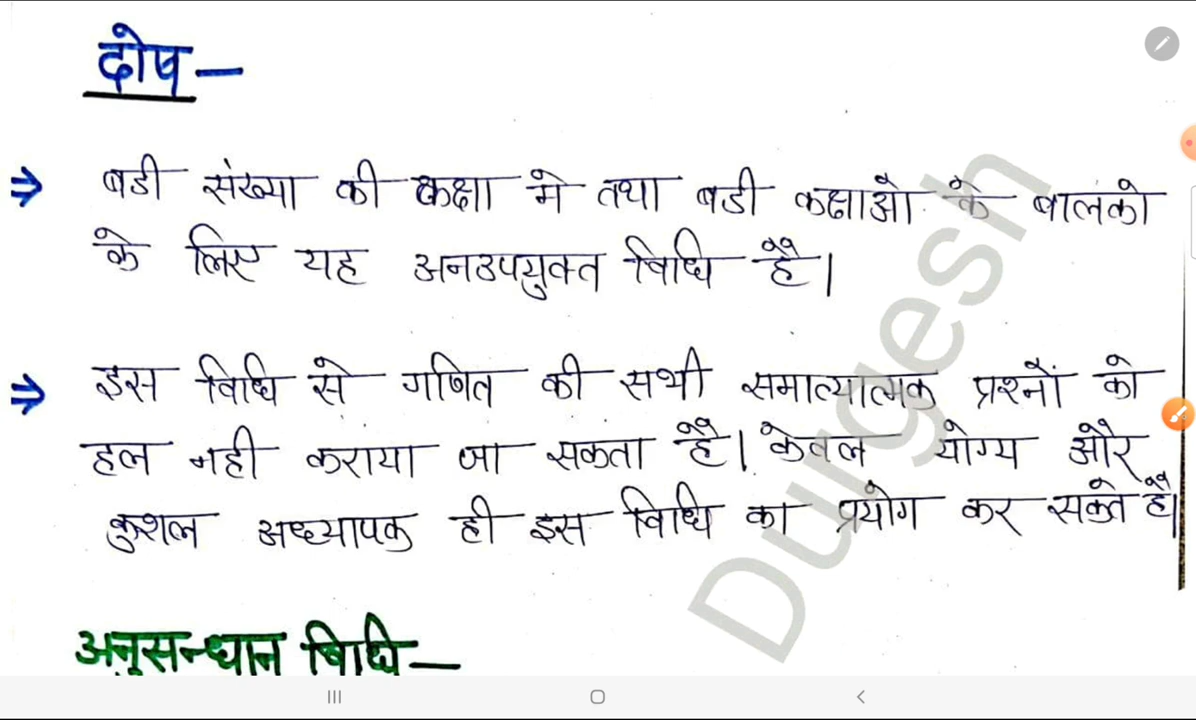 दोष —
⇒ बडी संख्या की कक्षा मे तथा बडी कक्षाओ के बालको
के लिए यह अनउपयुक्त विधि है।
⇒ इस विधि से गणित की सभी समात्यात्मक प्रश्नों को
हल नही कराया जा सकता है। केवल योग्य और
कुशल अध्यापक ही इस विधि का प्रयोग कर सकते है।
अनुसन्धान विधि —
Durgesh